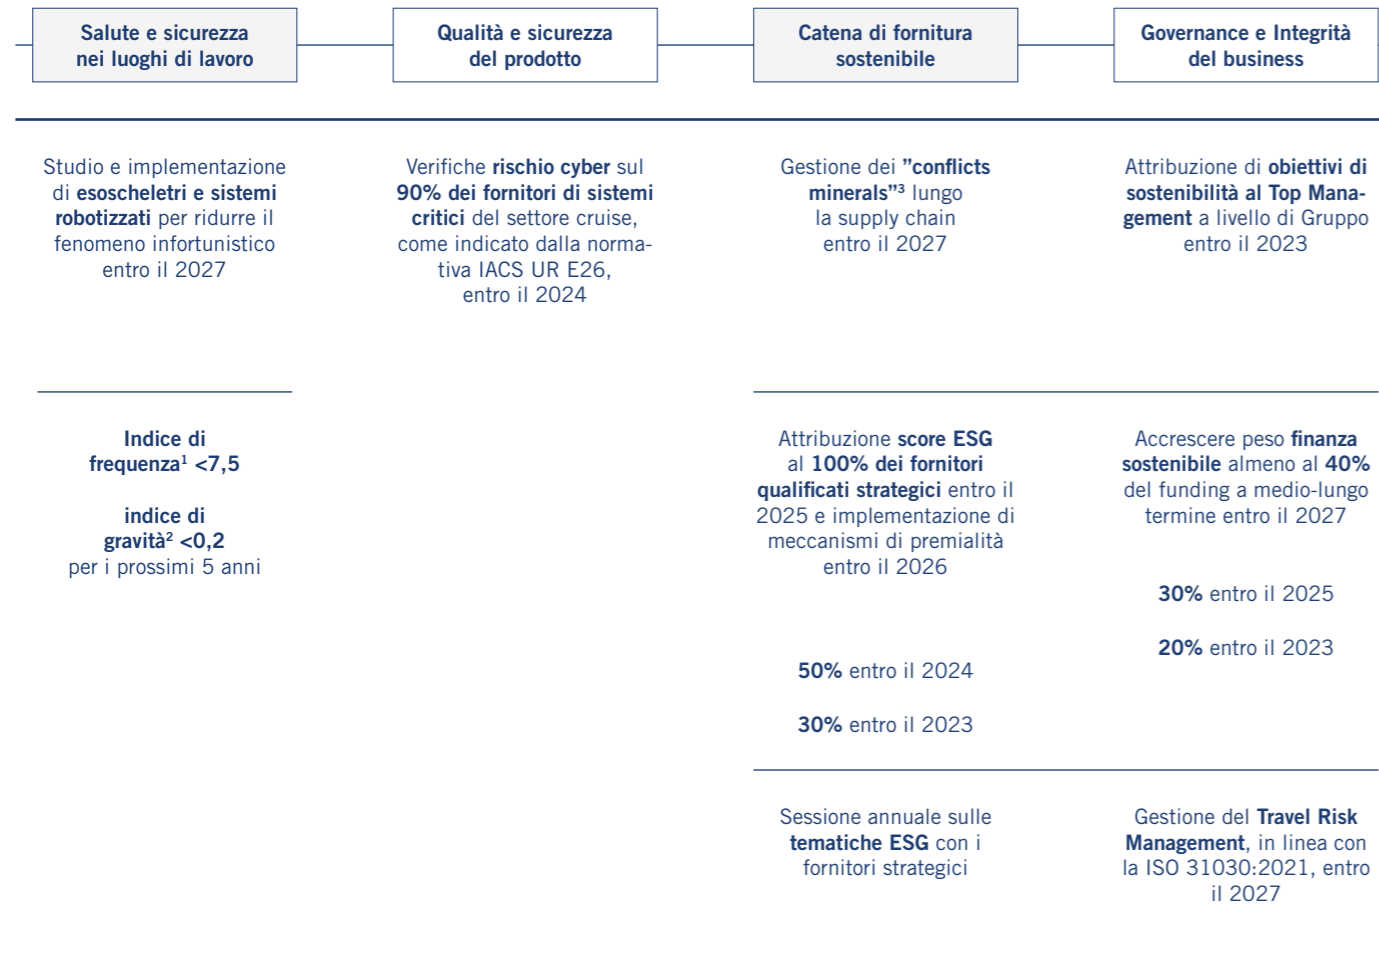 Salute e sicurezza
nei luoghi di lavoro
Qualità e sicurezza
del prodotto
Catena di fornitura
sostenibile
Governance e Integrità
del business
Studio e implementazione
di esoscheletri e sistemi
robotizzati per ridurre il
fenomeno infortunistico
entro il 2027
Indice di
frequenza¹ <7,5
indice di
gravità² <0,2
per i prossimi 5 anni
Verifiche rischio cyber sul
90% dei fornitori di sistemi
critici del settore cruise,
come indicato dalla norma-
tiva IACS UR E26,
entro il 2024
Gestione dei ”conflicts
minerals”³ lungo
la supply chain
entro il 2027
Attribuzione score ESG
al 100% dei fornitori
qualificati strategici entro il
2025 e implementazione di
meccanismi di premialità
entro il 2026
50% entro il 2024
30% entro il 2023
Sessione annuale sulle
tematiche ESG con i
fornitori strategici
Attribuzione di obiettivi di
sostenibilità al Top Mana-
gement a livello di Gruppo
entro il 2023
Accrescere peso finanza
sostenibile almeno al 40%
del funding a medio-lungo
termine entro il 2027
30% entro il 2025
20% entro il 2023
Gestione del Travel Risk
Management, in linea con
la ISO 31030:2021, entro
il 2027